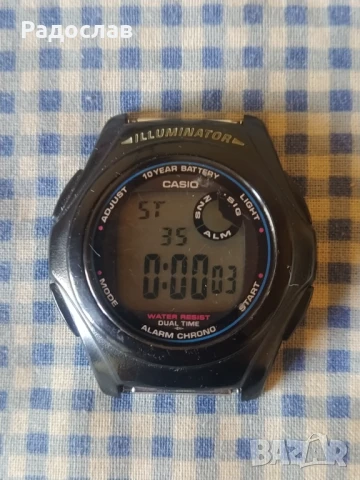 Радослав
ILLUMINATOR
10 YEAR BATTERY
CASIO
ADJUST
LIGHT
SNZ SIG
ALM
ST
35
0:00 03
MODE
START
WATER RESIST
DUAL TIME
ALARM CHRONO
BAZAR